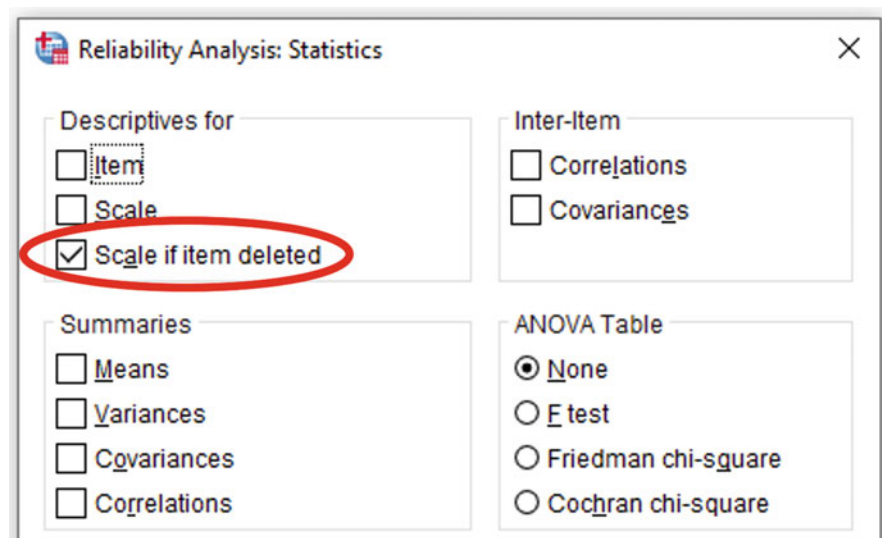 Reliability Analysis: Statistics
Descriptives for
Item
Scale
Scale if item deleted
Inter-Item
Correlations
Covariances
Summaries
Means
Variances
Covariances
Correlations
ANOVA Table
None
F test
Friedman chi-square
Cochran chi-square